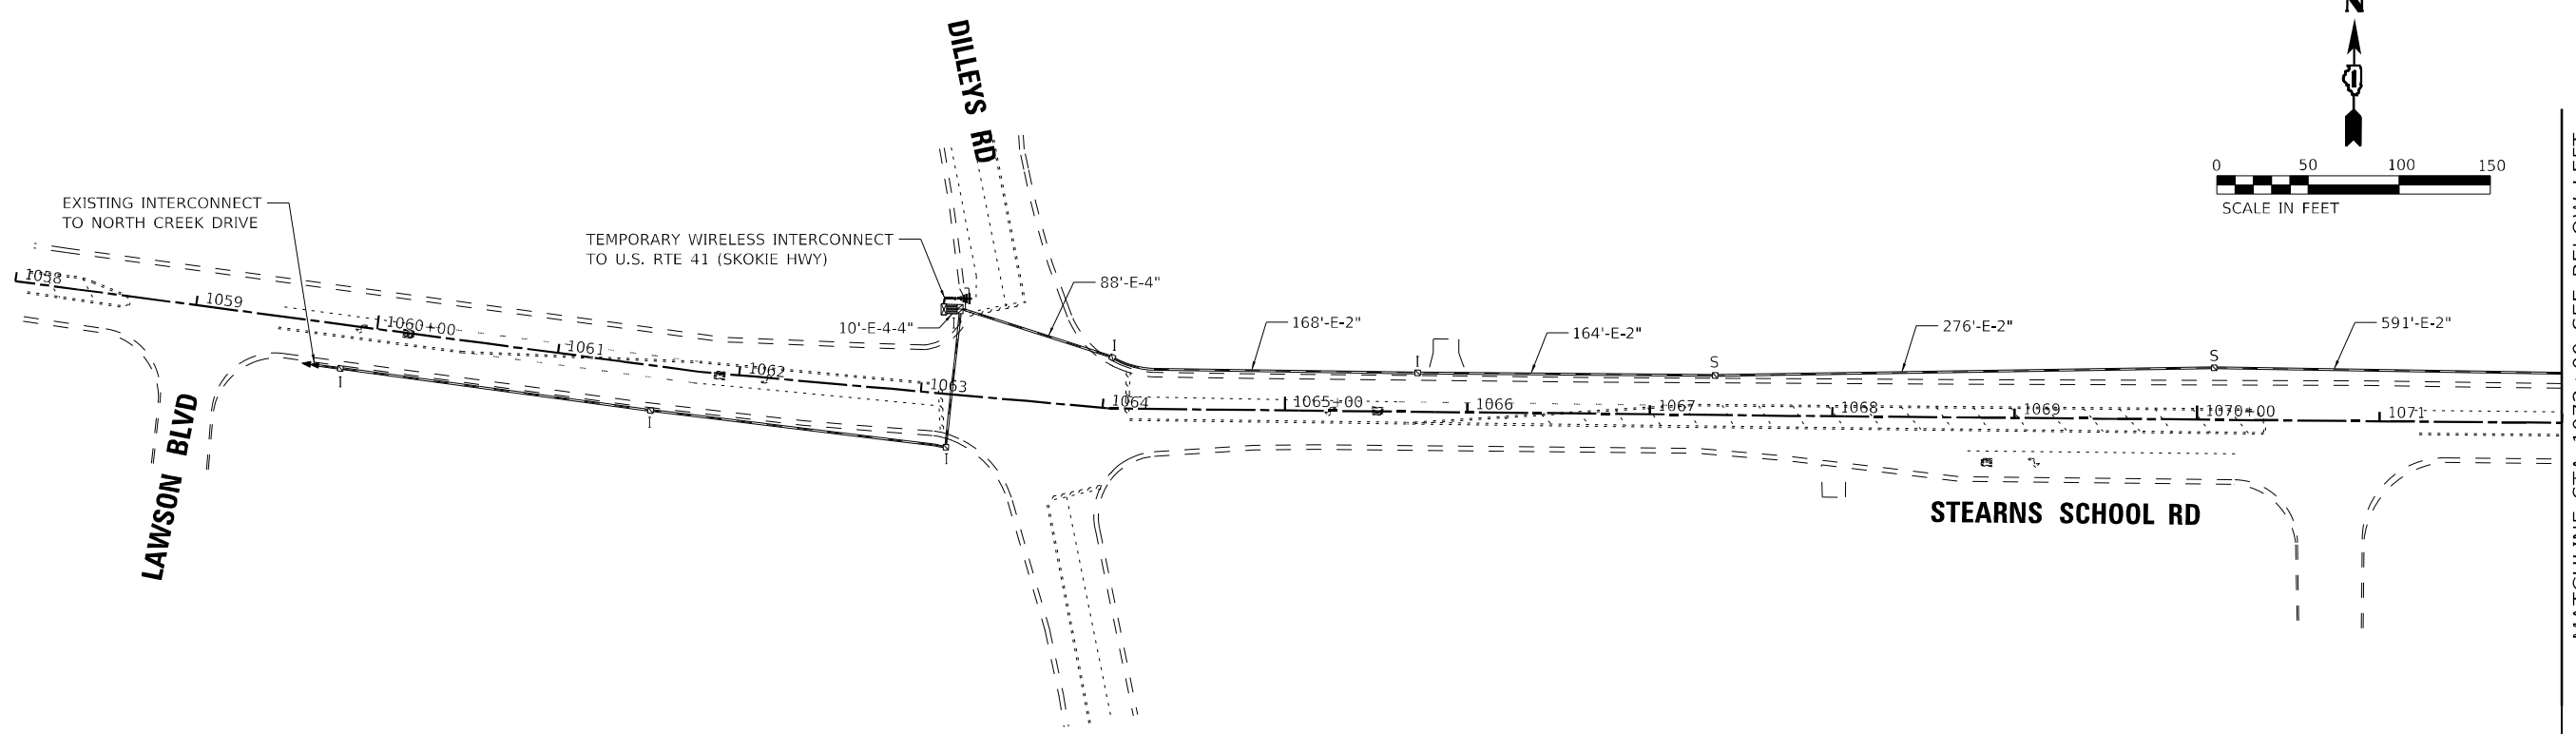 N
DILLEYS RD
0 50 100 150
SCALE IN FEET
EXISTING INTERCONNECT
TO NORTH CREEK DRIVE
TEMPORARY WIRELESS INTERCONNECT
TO U.S. RTE 41 (SKOKIE HWY)
88'-E-4"
10'-E-4-4"
168'-E-2"
164'-E-2"
276'-E-2"
591'-E-2"
I
I
I
I
I
I
S
S
1058
1059
1060+00
1061
1062
1063
1064
1065+00
1066
1067
1068
1069
1070+00
1071
LAWSON BLVD
STEARNS SCHOOL RD